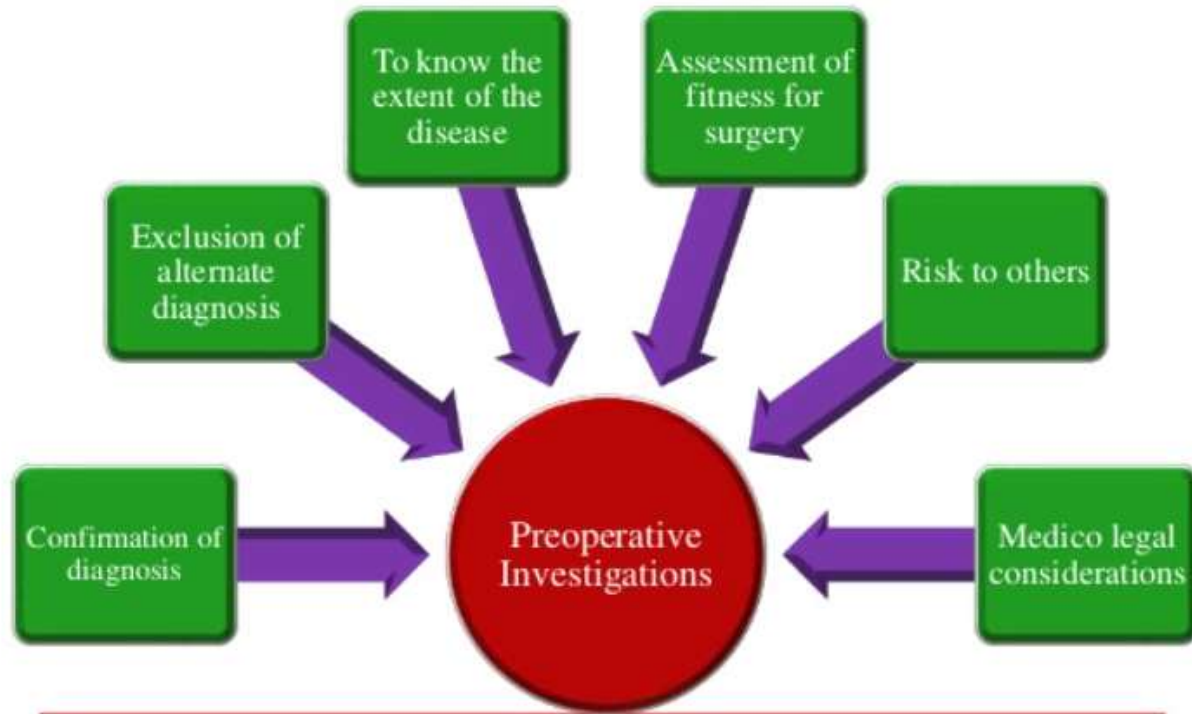 Confirmation of
diagnosis
Exclusion of
alternate
diagnosis
To know the
extent of the
disease
Assessment of
fitness for
surgery
Risk to others
Medico legal
considerations
Preoperative
Investigations